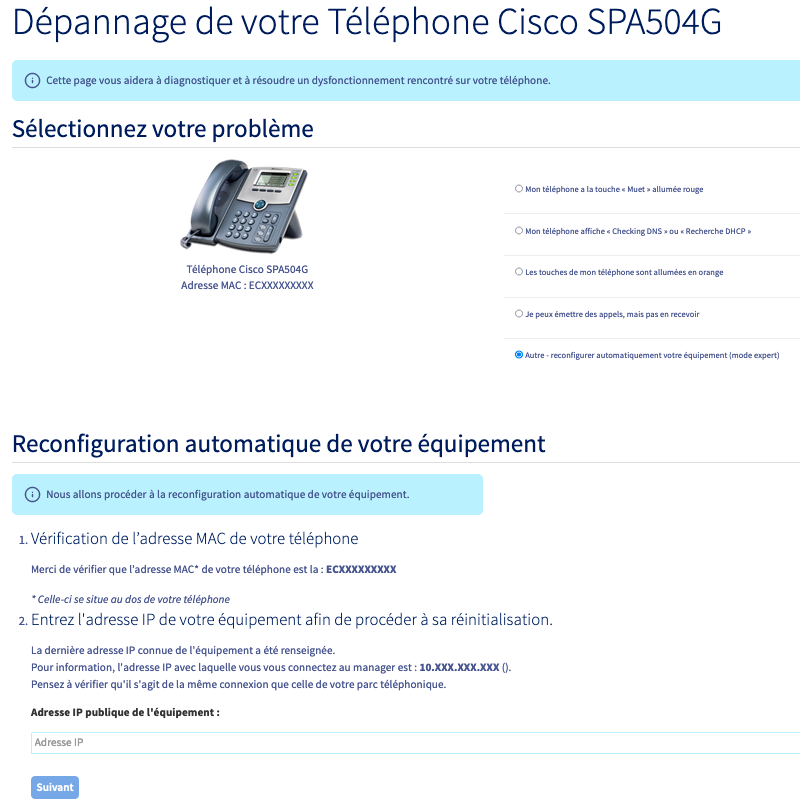 Dépannage de votre Téléphone Cisco SPA504G
Cette page vous aidera à diagnostiquer et à résoudre un dysfonctionnement rencontré sur votre téléphone.
Sélectionnez votre problème
Mon téléphone a la touche « Muet » allumée rouge
Mon téléphone affiche « Checking DNS » ou « Recherche DHCP »
Les touches de mon téléphone sont allumées en orange
Je peux émettre des appels, mais pas en recevoir
Autre - reconfigurer automatiquement votre équipement (mode expert)
Téléphone Cisco SPA504G
Adresse MAC : ECXXXXXXXXX
Reconfiguration automatique de votre équipement
Nous allons procéder à la reconfiguration automatique de votre équipement.
1. Vérification de l’adresse MAC de votre téléphone
Merci de vérifier que l'adresse MAC* de votre téléphone est la : ECXXXXXXXXX
* Celle-ci se situe au dos de votre téléphone
2. Entrez l'adresse IP de votre équipement afin de procéder à sa réinitialisation.
La dernière adresse IP connue de l’équipement a été renseignée.
Pour information, l'adresse IP avec laquelle vous vous connectez au manager est : 10.XXX.XXX.XXX ().
Pensez à vérifier qu'il s'agit de la même connexion que celle de votre parc téléphonique.
Adresse IP publique de l'équipement :
Adresse IP
Suivant